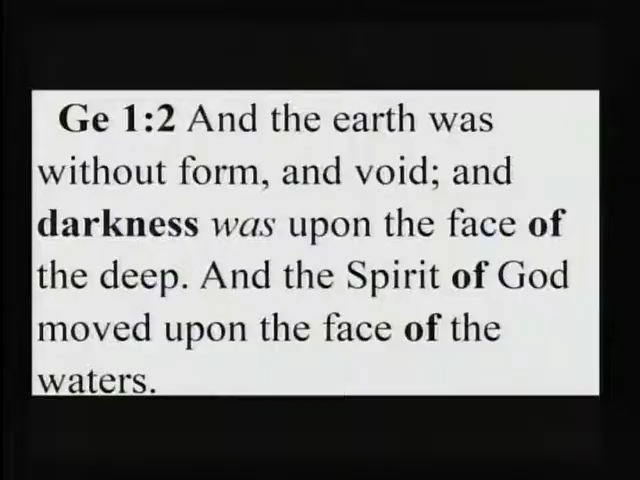 Ge 1:2 And the earth was
without form, and void; and
darkness was upon the face of
the deep. And the Spirit of God
moved upon the face of the
waters.